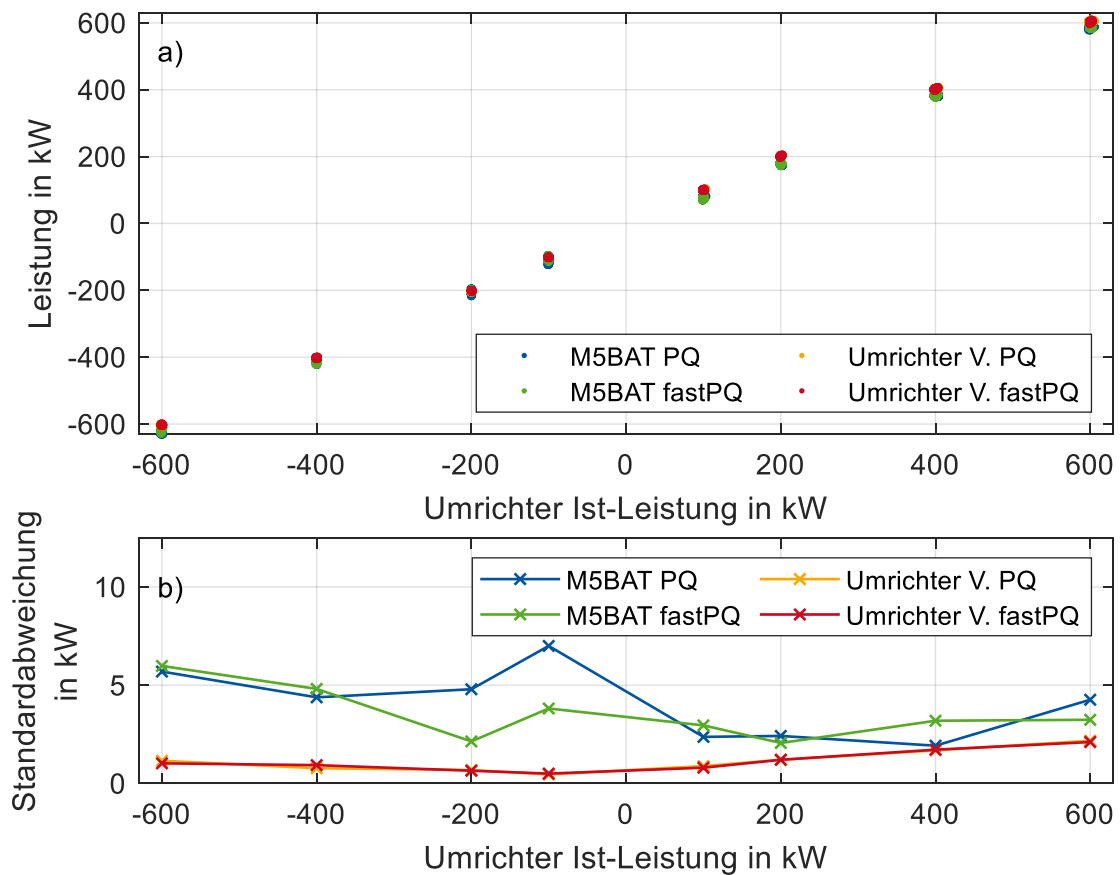 600
a)
400
200
0
-200
-400
-600
Leistung in kW
M5BAT PQ
Umrichter V. PQ
M5BAT fastPQ
Umrichter V. fastPQ
-600 -400 -200 0 200 400 600
Umrichter Ist-Leistung in kW
10
b)
5
0
Standardabweichung
in kW
M5BAT PQ
Umrichter V. PQ
M5BAT fastPQ
Umrichter V. fastPQ
-600 -400 -200 0 200 400 600
Umrichter Ist-Leistung in kW